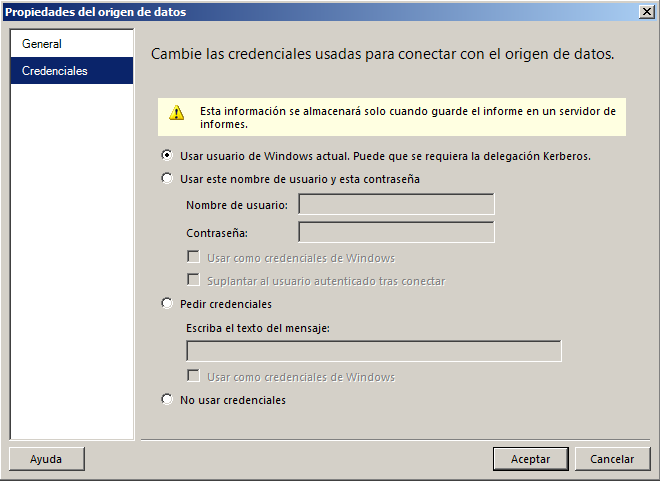 Propiedades del origen de datos
General
Credenciales
Cambie las credenciales usadas para conectar con el origen de datos.
Esta información se almacenará solo cuando guarde el informe en un servidor de
informes.
Usar usuario de Windows actual. Puede que se requiera la delegación Kerberos.
Usar este nombre de usuario y esta contraseña
Nombre de usuario:
Contraseña:
Usar como credenciales de Windows
Suplantar al usuario autenticado tras conectar
Pedir credenciales
Escriba el texto del mensaje:
Usar como credenciales de Windows
No usar credenciales
Ayuda
Aceptar
Cancelar